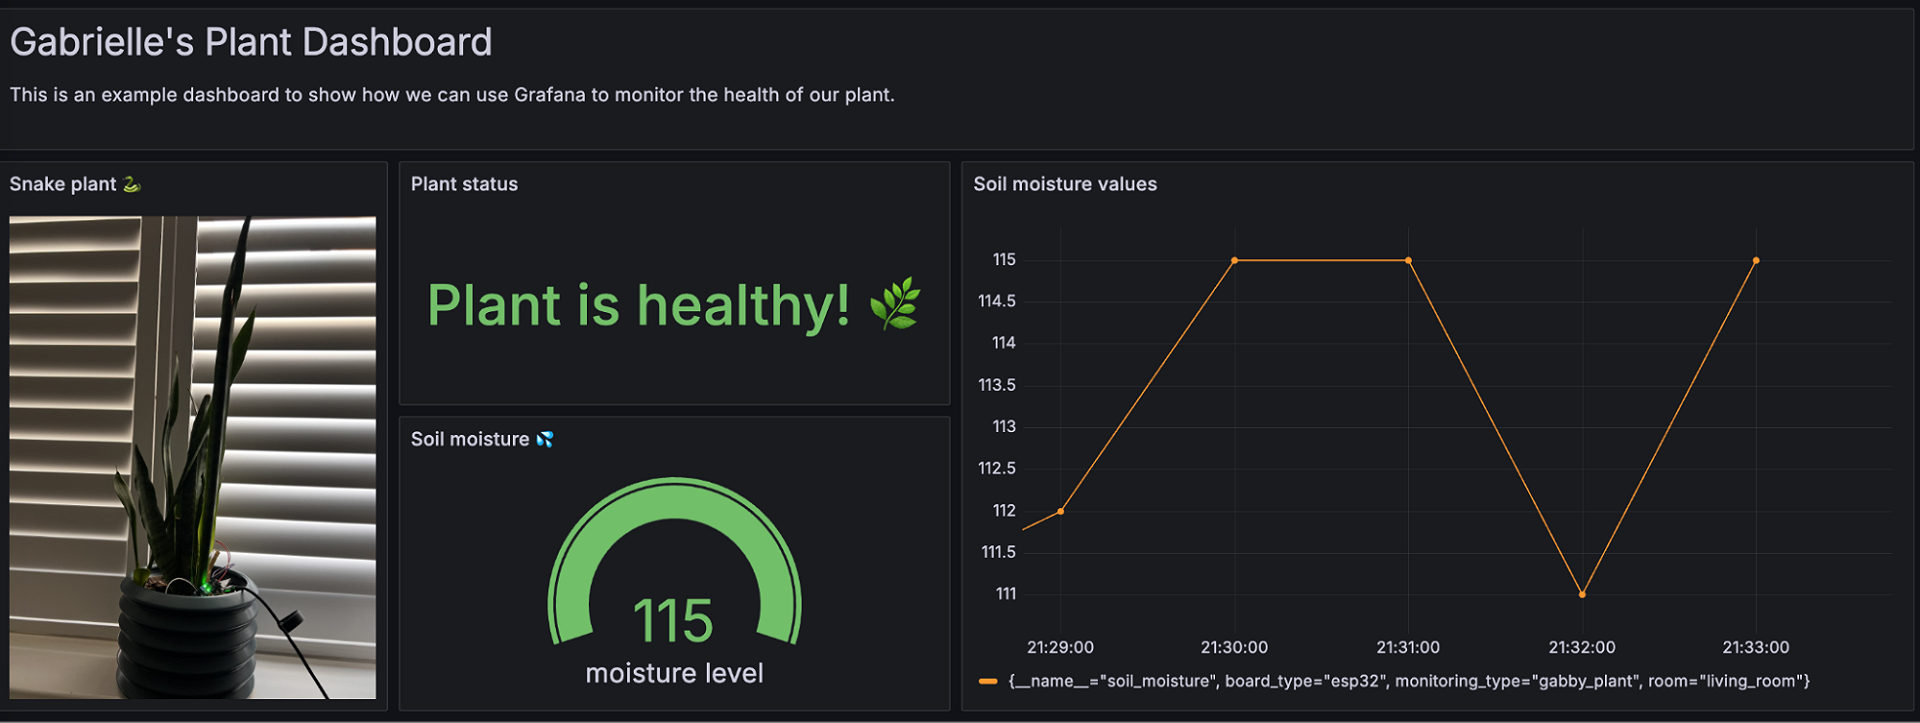 Gabrielle's Plant Dashboard
This is an example dashboard to show how we can use Grafana to monitor the health of our plant.
Snake plant 🐍
Plant status
Plant is healthy! 🌿
Soil moisture 💦
115
moisture level
Soil moisture values
115
114.5
114
113.5
113
112.5
112
111.5
111
21:29:00 21:30:00 21:31:00 21:32:00 21:33:00
{__name__="soil_moisture", board_type="esp32", monitoring_type="gabby_plant", room="living_room"}